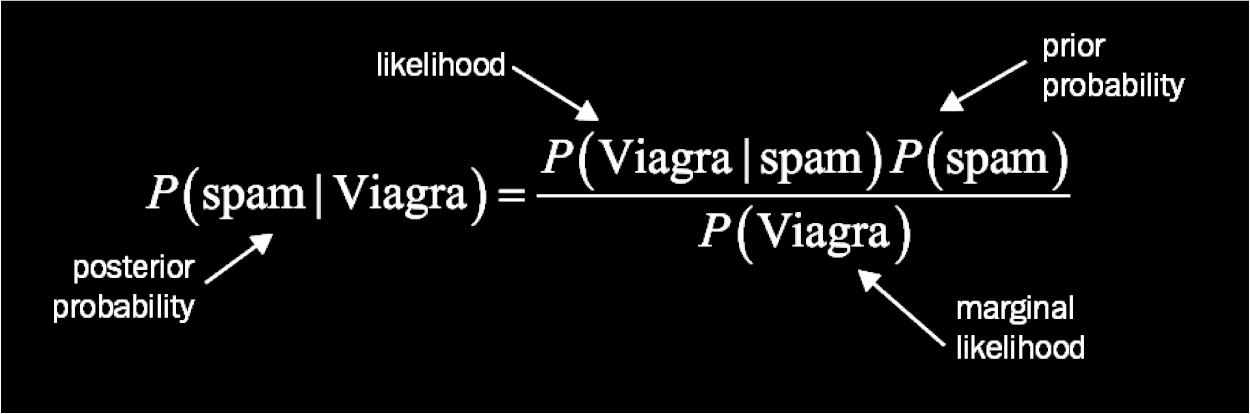 likelihood
prior
probability
P(Viagra|spam)P(spam)
P(spam|Viagra)=
P(Viagra)
posterior
probability
marginal
likelihood